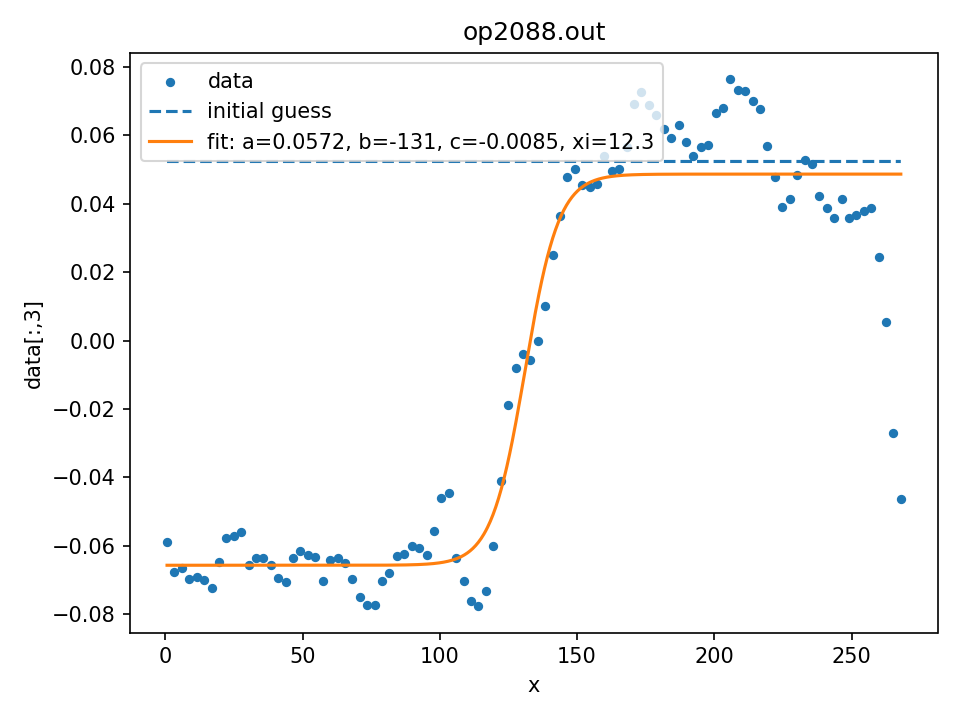 op2088.out
data
initial guess
fit: a=0.0572, b=-131, c=-0.0085, xi=12.3
0.08
0.06
0.04
0.02
0.00
−0.02
−0.04
−0.06
−0.08
data[:,3]
0 50 100 150 200 250
x